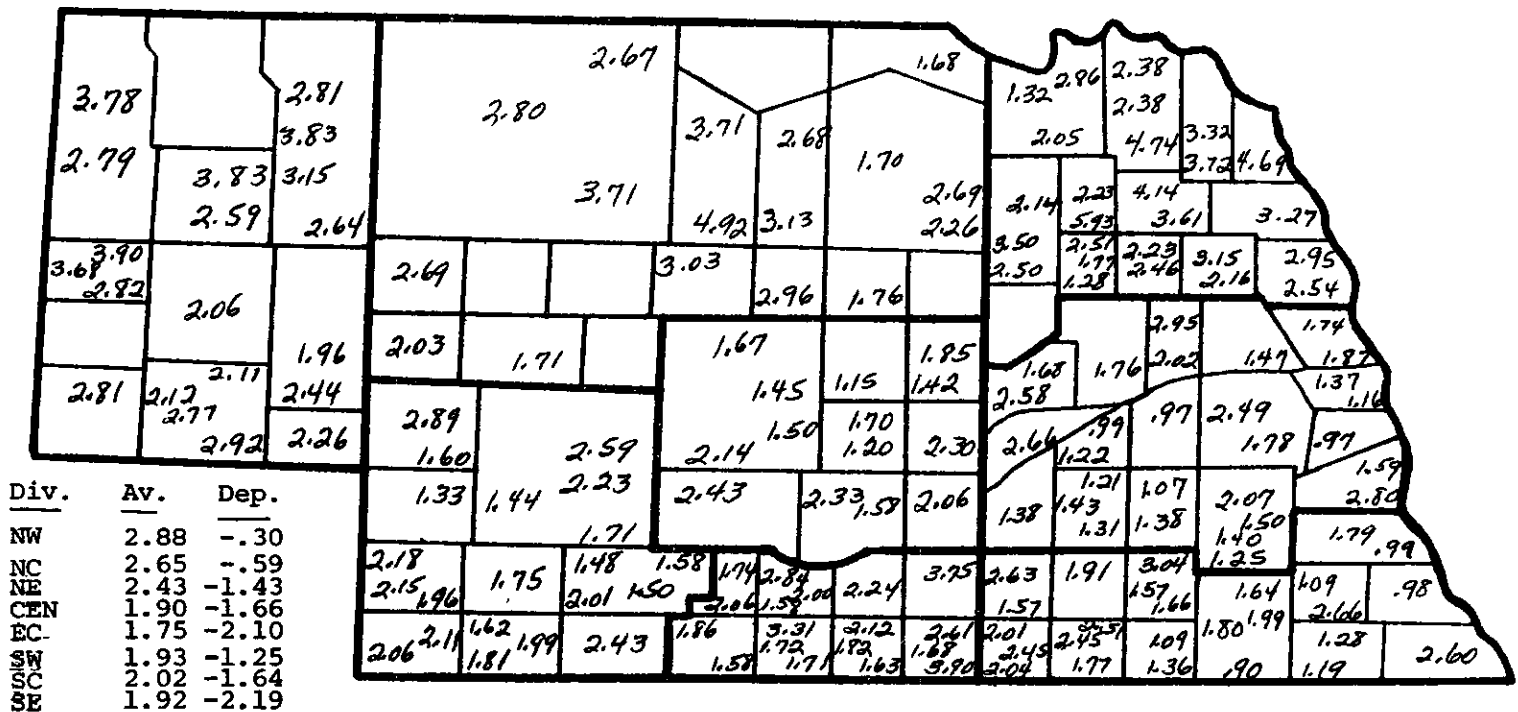 2.67 1.68
3.78 2.81 2.80 1.32 2.86 2.38
3.83 3.71 2.68 2.05 2.38
2.79 1.70 4.74 3.32
3.83 3.15 3.72 4.69
2.59 3.71 2.69 2.14 2.23 4.14
2.64 4.92 3.13 2.26 5.93 3.61 3.27
3.90 3.50 2.57 2.23 3.15 2.95
3.68 2.69 3.03 2.50 1.77 2.46 2.16
2.82 2.96 1.76 1.28 2.54
2.06
2.03 1.67 2.95 1.74
1.96 1.71 1.85 1.68 1.76 2.02 1.47 1.87
2.81 2.11 2.44 1.45 1.15 1.42 2.58 1.37
2.12 1.16
2.77 2.89 1.50 1.70 .99 .97 2.49
2.92 2.26 1.60 2.59 2.14 1.20 2.30 2.66 1.22 1.78 .97
1.59
1.33 1.44 2.23 2.43 2.33 2.06 1.38 1.21 1.07 2.07 2.80
1.58 1.43 1.38 1.50
1.71 1.31 1.40 1.79
1.25 .99
2.18 1.48 1.58 1.74 2.84 2.24 3.75 2.63 1.91 3.04 1.64 1.09 .98
2.15 1.96 1.75 2.01 1.50 2.06 1.58 2.00 1.57 1.57 1.66 2.66
2.06 2.11 1.62 1.99 2.43 1.86 3.31 2.12 2.61 2.01 2.45 1.09 1.80 1.99 1.28 2.60
1.81 1.58 1.72 1.82 1.68 2.45 1.77 1.36 .90 1.19
1.71 1.63 3.90 2.04
Div. Av. Dep.
NW 2.88 -.30
NC 2.65 -.59
NE 2.43 -1.43
CEN 1.90 -1.66
EC 1.75 -2.10
SW 1.93 -1.25
SC 2.02 -1.64
SE 1.92 -2.19